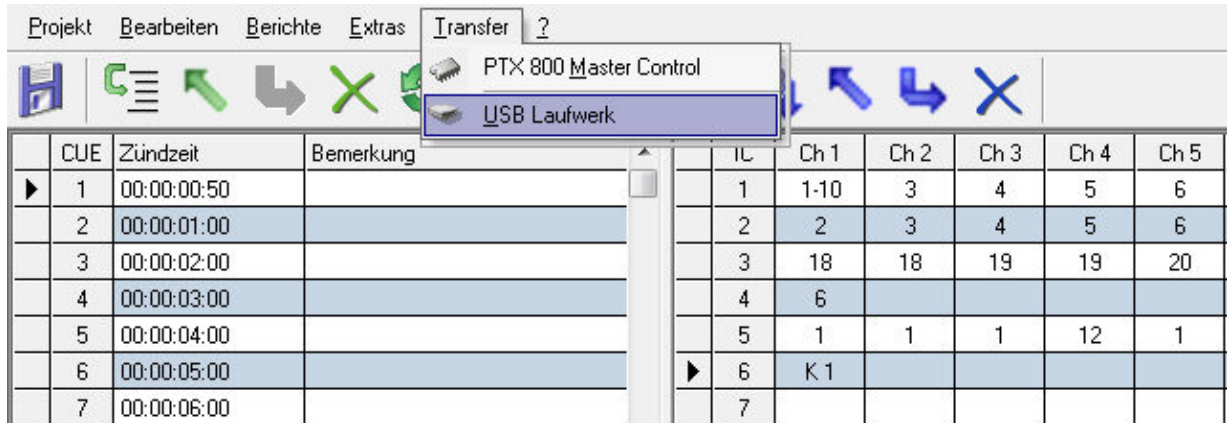 Projekt Bearbeiten Berichte Extras Transfer ?
PTX 800 Master Control
USB Laufwerk
CUE Zündzeit Bemerkung IC Ch 1 Ch 2 Ch 3 Ch 4 Ch 5
1 00:00:00:50 1 1-10 3 4 5 6
2 00:00:01:00 2 2 3 4 5 6
3 00:00:02:00 3 18 18 19 19 20
4 00:00:03:00 4 6
5 00:00:04:00 5 1 1 1 12 1
6 00:00:05:00 6 K 1
7 00:00:06:00 7